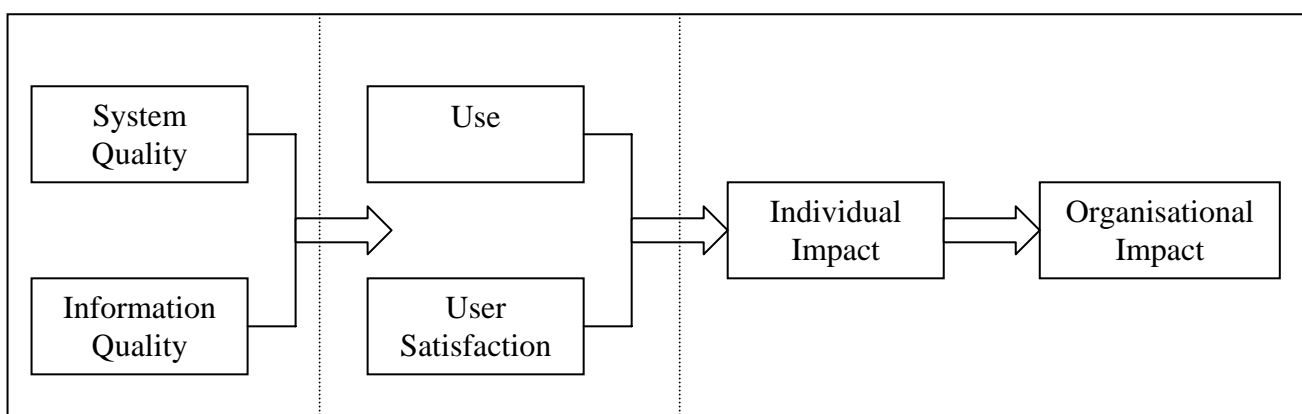 System
Quality
Information
Quality
Use
User
Satisfaction
Individual
Impact
Organisational
Impact